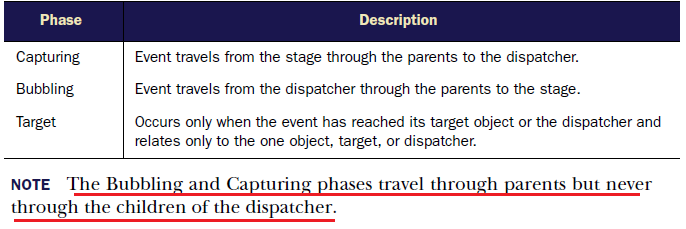 Phase Description
Capturing Event travels from the stage through the parents to the dispatcher.
Bubbling Event travels from the dispatcher through the parents to the stage.
Target Occurs only when the event has reached its target object or the dispatcher and
relates only to the one object, target, or dispatcher.
NOTE The Bubbling and Capturing phases travel through parents but never
through the children of the dispatcher.